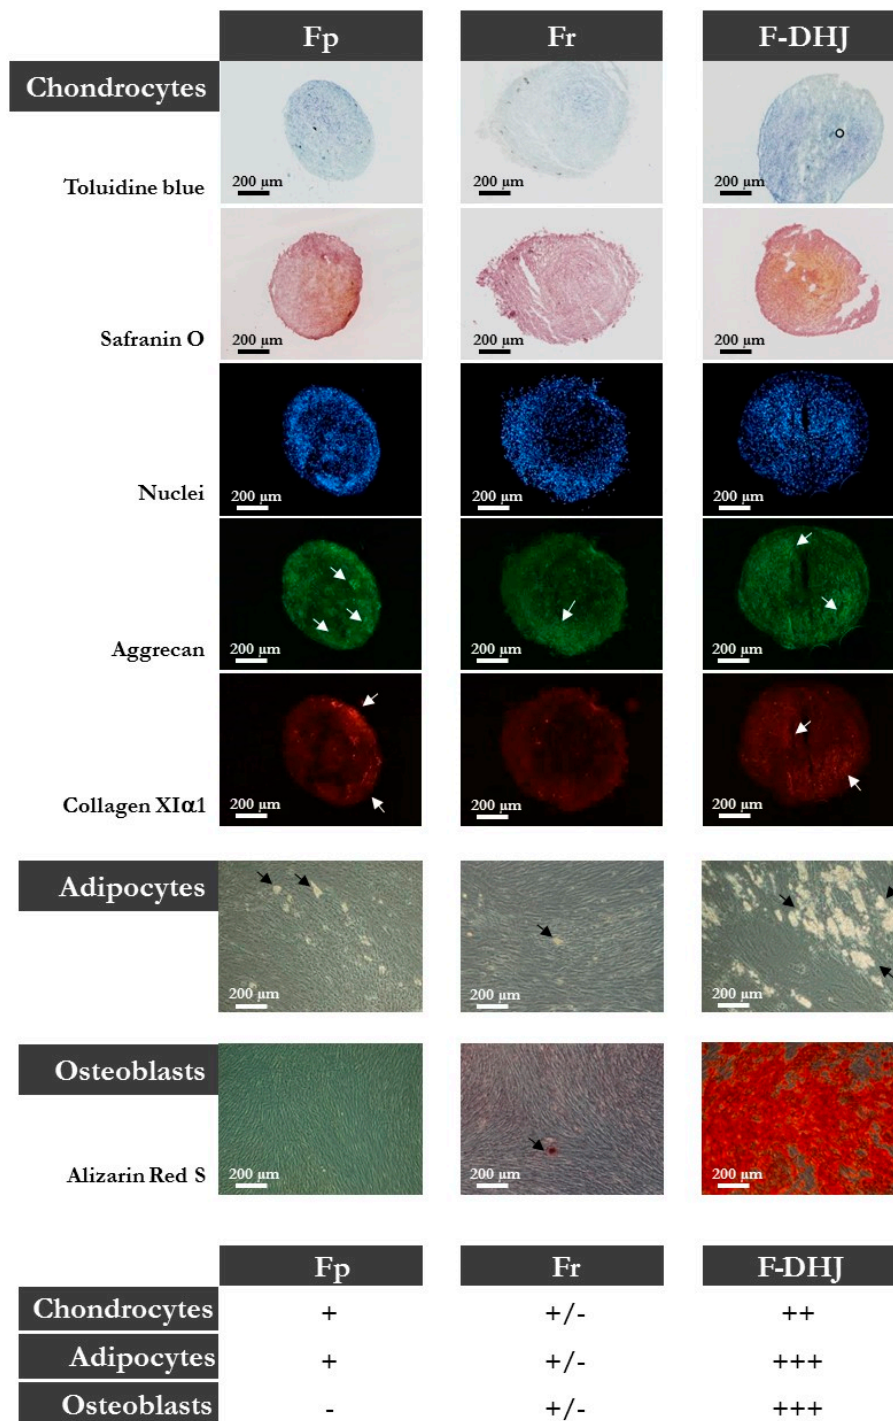 Fp Fr F-DHJ
Chondrocytes
Toluidine blue 200 µm 200 µm 200 µm
Safranin O 200 µm 200 µm 200 µm
Nuclei 200 µm 200 µm 200 µm
Aggrecan 200 µm 200 µm 200 µm
Collagen XIα1 200 µm 200 µm 200 µm
Adipocytes
200 µm 200 µm 200 µm
Osteoblasts
Alizarin Red S 200 µm 200 µm 200 µm
Fp Fr F-DHJ
Chondrocytes + +/- ++
Adipocytes + +/- +++
Osteoblasts - +/- +++